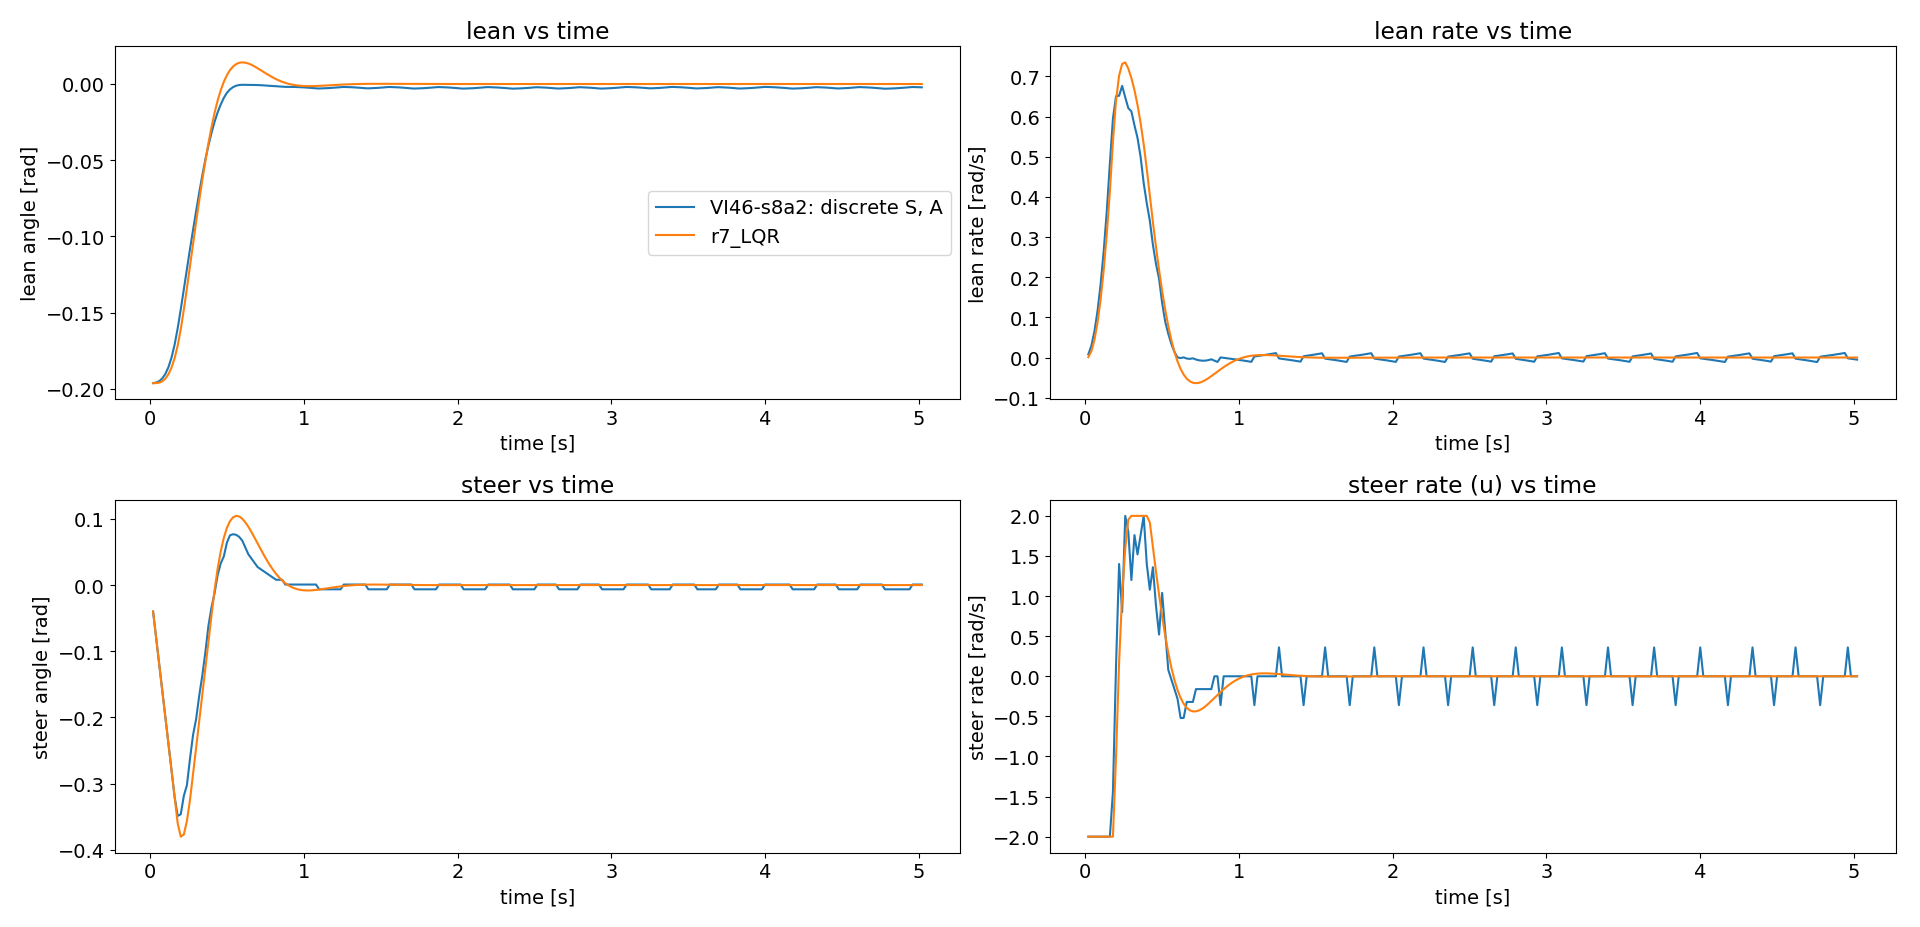 lean vs time
lean angle [rad]
0.00
−0.05
−0.10
−0.15
−0.20
VI46-s8a2: discrete S, A
r7_LQR
0 1 2 3 4 5
time [s]
lean rate vs time
lean rate [rad/s]
0.7
0.6
0.5
0.4
0.3
0.2
0.1
0.0
−0.1
0 1 2 3 4 5
time [s]
steer vs time
steer angle [rad]
0.1
0.0
−0.1
−0.2
−0.3
−0.4
0 1 2 3 4 5
time [s]
steer rate (u) vs time
steer rate [rad/s]
2.0
1.5
1.0
0.5
0.0
−0.5
−1.0
−1.5
−2.0
0 1 2 3 4 5
time [s]